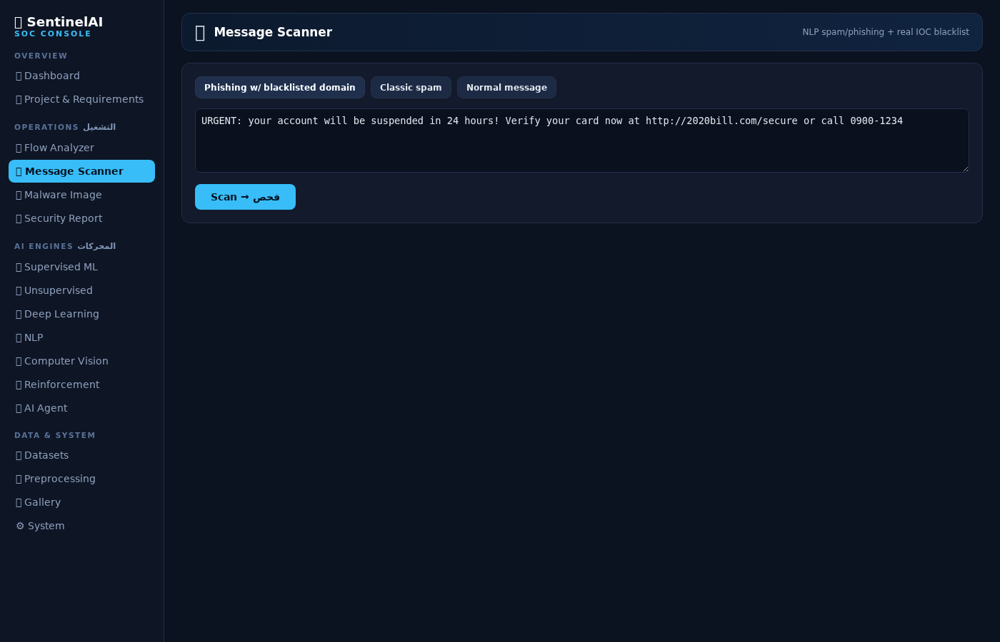 SentinelAI
SOC CONSOLE
OVERVIEW
Dashboard
Project & Requirements
OPERATIONS التشغيل
Flow Analyzer
Message Scanner
Malware Image
Security Report
AI ENGINES المحركات
Supervised ML
Unsupervised
Deep Learning
NLP
Computer Vision
Reinforcement
AI Agent
DATA & SYSTEM
Datasets
Preprocessing
Gallery
⚙ System
Message Scanner
NLP spam/phishing + real IOC blacklist
Phishing w/ blacklisted domain
Classic spam
Normal message
URGENT: your account will be suspended in 24 hours! Verify your card now at http://2020bill.com/secure or call 0900-1234
Scan → فحص